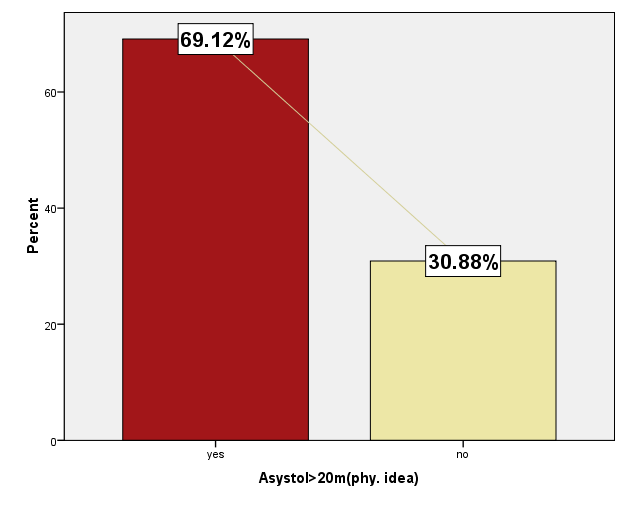 69.12%
60
40
Percent
30.88%
20
0
yes no
Asystol>20m(phy. idea)